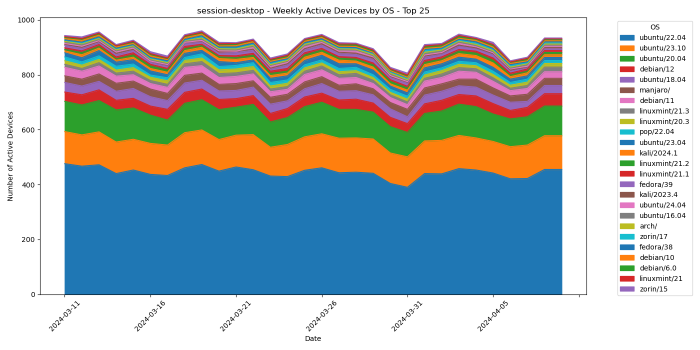 session-desktop - Weekly Active Devices by OS - Top 25
Number of Active Devices
1000
800
600
400
200
0
2024-03-11
2024-03-16
2024-03-21
2024-03-26
2024-03-31
2024-04-05
Date
OS
ubuntu/22.04
ubuntu/23.10
ubuntu/20.04
debian/12
ubuntu/18.04
manjaro/
debian/11
linuxmint/21.3
linuxmint/20.3
pop/22.04
ubuntu/23.04
kali/2024.1
linuxmint/21.2
linuxmint/21.1
fedora/39
kali/2023.4
ubuntu/24.04
ubuntu/16.04
arch/
zorin/17
fedora/38
debian/10
debian/6.0
linuxmint/21
zorin/15